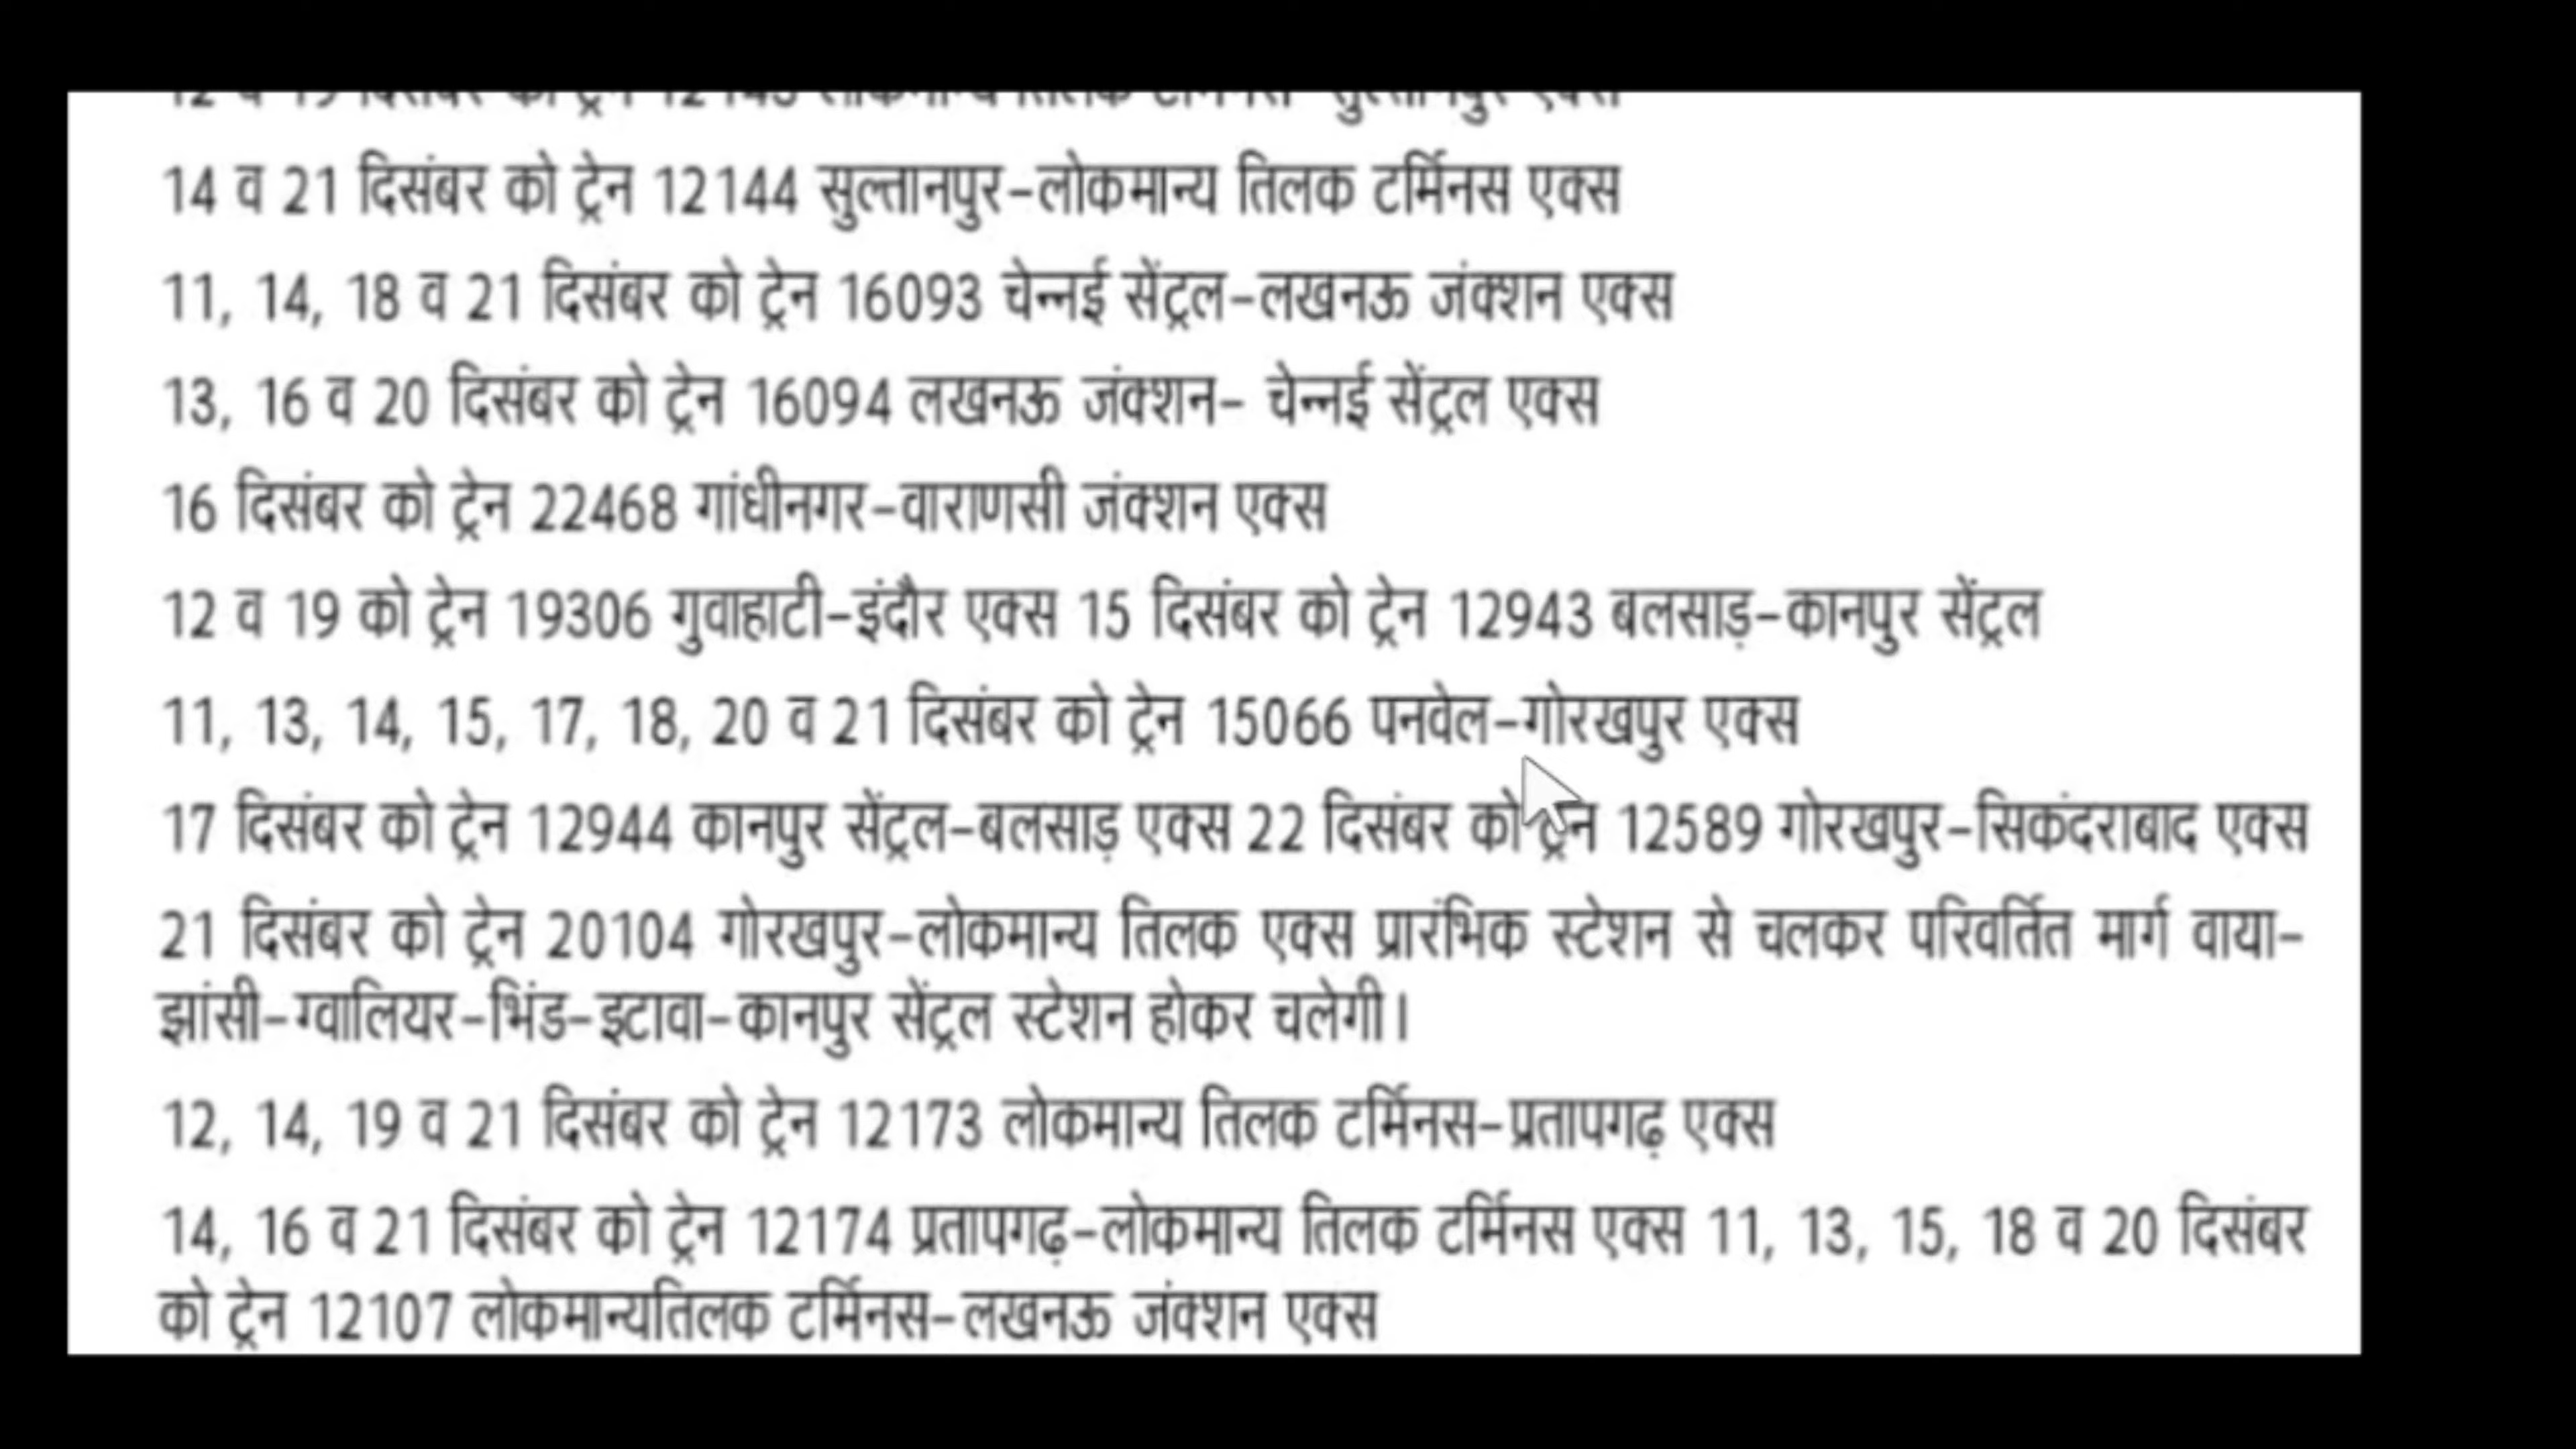 14 व 21 दिसंबर को ट्रेन 12144 सुल्तानपुर-लोकमान्य तिलक टर्मिनस एक्स
11, 14, 18 व 21 दिसंबर को ट्रेन 16093 चेन्नई सेंट्रल-लखनऊ जंक्शन एक्स
13, 16 व 20 दिसंबर को ट्रेन 16094 लखनऊ जंक्शन- चेन्नई सेंट्रल एक्स
16 दिसंबर को ट्रेन 22468 गांधीनगर-वाराणसी जंक्शन एक्स
12 व 19 को ट्रेन 19306 गुवाहाटी-इंदौर एक्स 15 दिसंबर को ट्रेन 12943 बलसाड़-कानपुर सेंट्रल
11, 13, 14, 15, 17, 18, 20 व 21 दिसंबर को ट्रेन 15066 पनवेल-गोरखपुर एक्स
17 दिसंबर को ट्रेन 12944 कानपुर सेंट्रल-बलसाड़ एक्स 22 दिसंबर को ट्रेन 12589 गोरखपुर-सिकंदराबाद एक्स
21 दिसंबर को ट्रेन 20104 गोरखपुर-लोकमान्य तिलक एक्स प्रारंभिक स्टेशन से चलकर परिवर्तित मार्ग वाया-
झांसी-ग्वालियर-भिंड-इटावा-कानपुर सेंट्रल स्टेशन होकर चलेगी।
12, 14, 19 व 21 दिसंबर को ट्रेन 12173 लोकमान्य तिलक टर्मिनस-प्रतापगढ़ एक्स
14, 16 व 21 दिसंबर को ट्रेन 12174 प्रतापगढ़-लोकमान्य तिलक टर्मिनस एक्स 11, 13, 15, 18 व 20 दिसंबर
को ट्रेन 12107 लोकमान्यतिलक टर्मिनस-लखनऊ जंक्शन एक्स